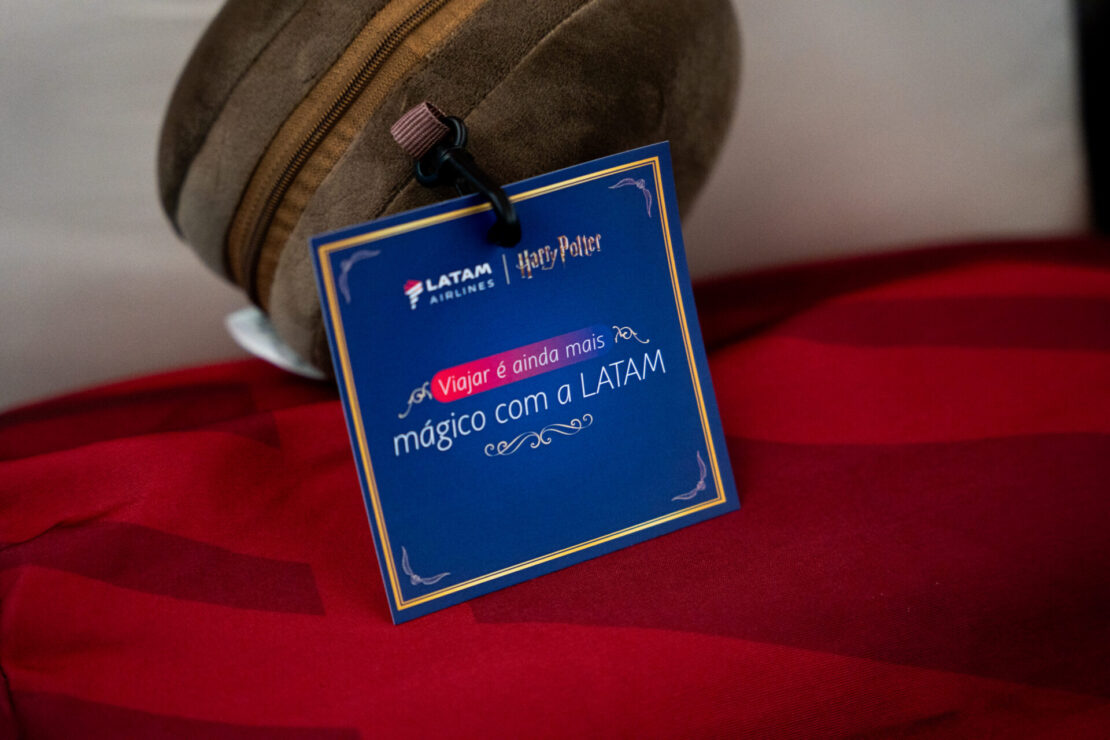 LATAM AIRLINES | Harry Potter
Viajar é ainda mais
mágico com a LATAM